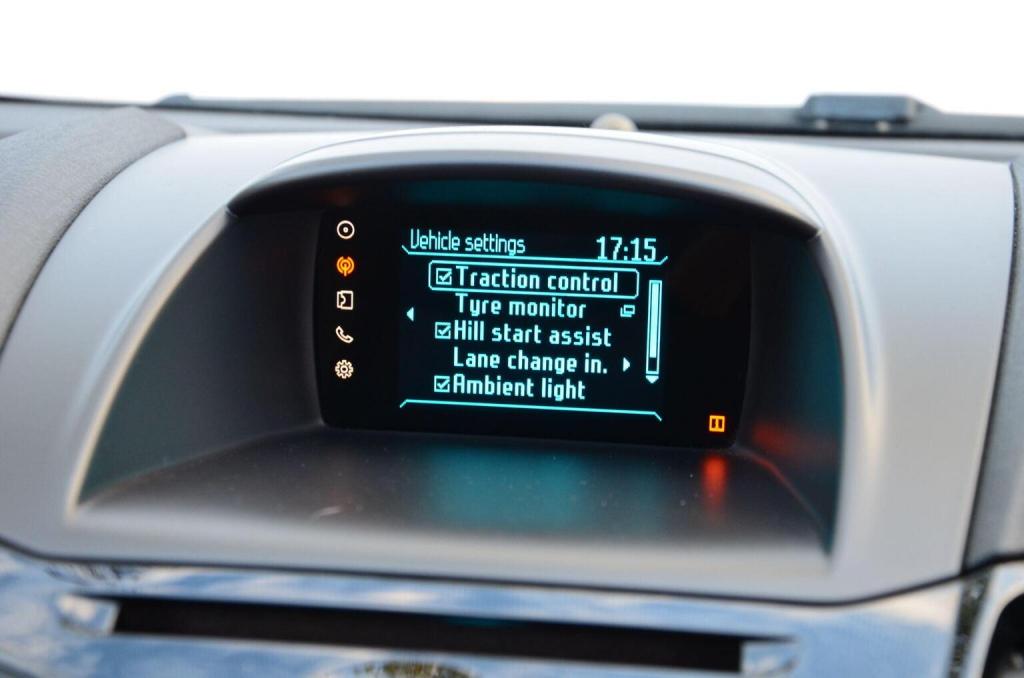 Vehicle settings 17:15
Traction control
Tyre monitor
Hill start assist
Lane change in.
Ambient light